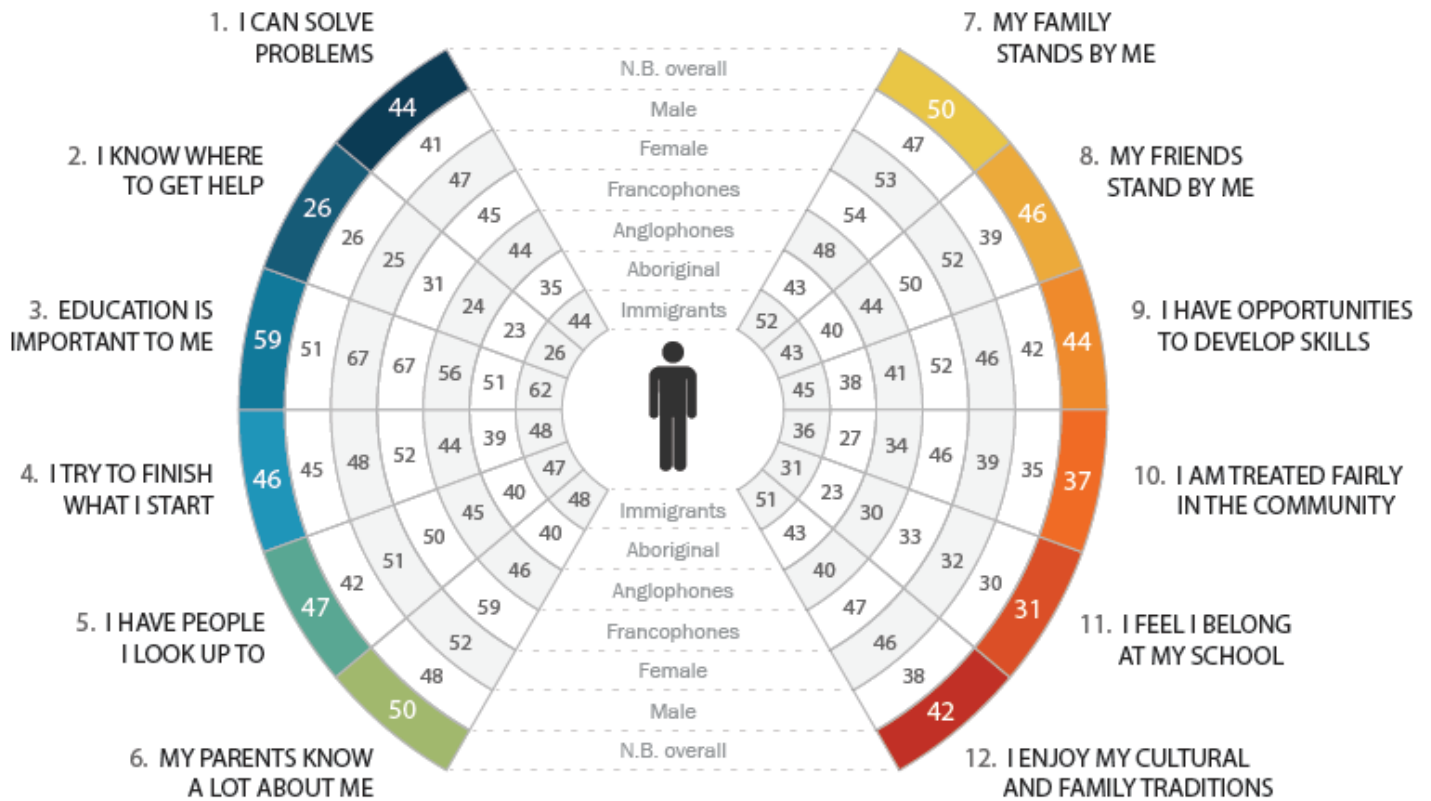 1. I CAN SOLVE
PROBLEMS
2. I KNOW WHERE
TO GET HELP
3. EDUCATION IS
IMPORTANT TO ME
4. I TRY TO FINISH
WHAT I START
5. I HAVE PEOPLE
I LOOK UP TO
6. MY PARENTS KNOW
A LOT ABOUT ME
44
41
47
45
44
35
44
26
26
25
31
24
23
26
59
51
67
67
56
51
62
46
45
48
52
44
39
48
47
42
51
50
45
40
47
50
48
52
59
46
40
48
N.B. overall
Male
Female
Francophones
Anglophones
Aboriginal
Immigrants
Immigrants
Aboriginal
Anglophones
Francophones
Female
Male
N.B. overall
7. MY FAMILY
STANDS BY ME
8. MY FRIENDS
STAND BY ME
9. I HAVE OPPORTUNITIES
TO DEVELOP SKILLS
10. I AM TREATED FAIRLY
IN THE COMMUNITY
11. I FEEL I BELONG
AT MY SCHOOL
12. I ENJOY MY CULTURAL
AND FAMILY TRADITIONS
50
47
53
54
48
43
52
46
39
52
50
44
40
43
44
42
46
52
41
38
45
37
35
39
46
34
27
36
31
30
32
33
30
23
31
42
38
46
47
40
43
51